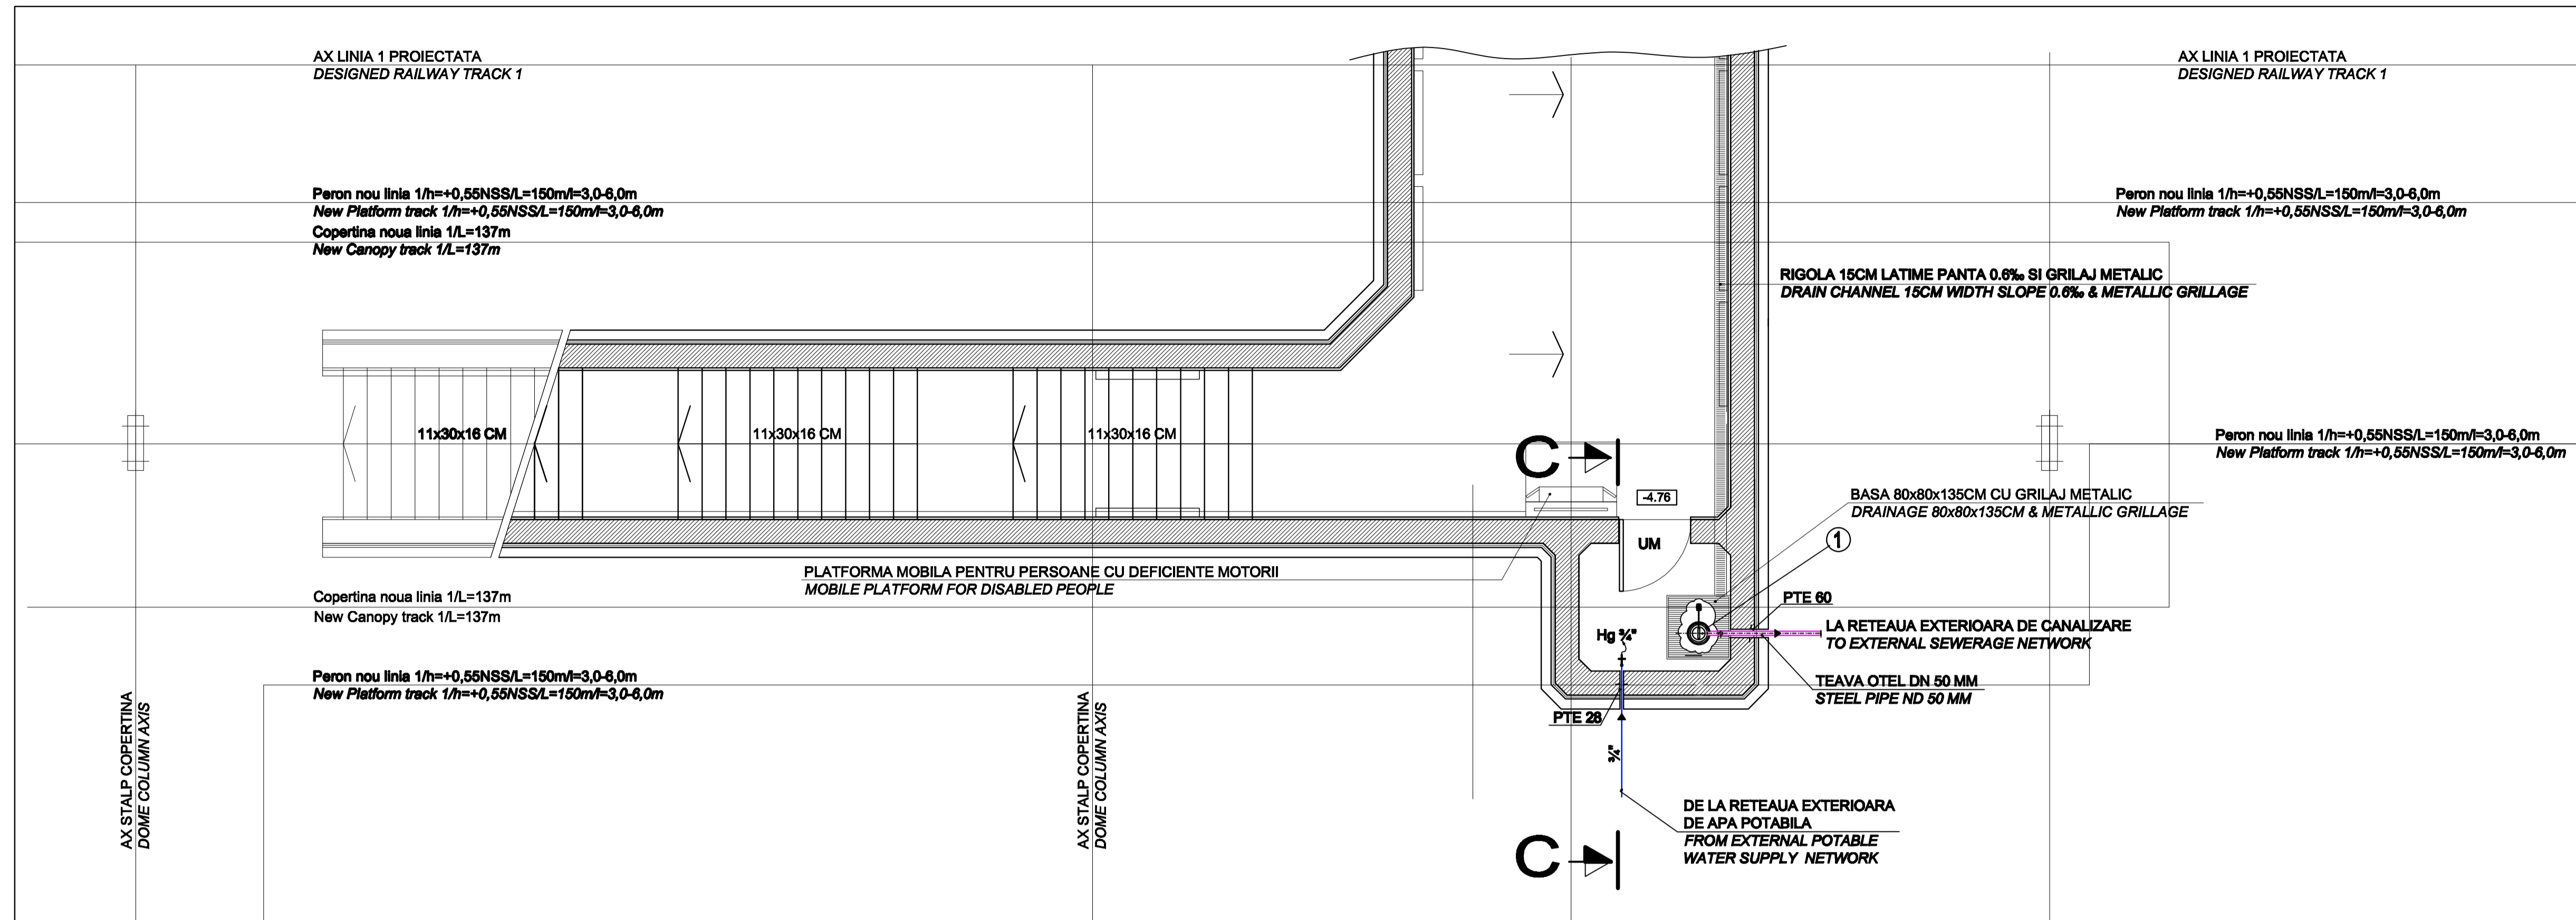 AX LINIA 1 PROIECTATA
DESIGNED RAILWAY TRACK 1
AX LINIA 1 PROIECTATA
DESIGNED RAILWAY TRACK 1
Peron nou linia 1/h=+0,55NSS/L=150m/l=3,0-6,0m
New Platform track 1/h=+0,55NSS/L=150m/l=3,0-6,0m
Copertina noua linia 1/L=137m
New Canopy track 1/L=137m
Peron nou linia 1/h=+0,55NSS/L=150m/l=3,0-6,0m
New Platform track 1/h=+0,55NSS/L=150m/l=3,0-6,0m
RIGOLA 15CM LATIME PANTA 0.6‰ SI GRILAJ METALIC
DRAIN CHANNEL 15CM WIDTH SLOPE 0.6‰ & METALLIC GRILLAGE
11x30x16 CM
11x30x16 CM
11x30x16 CM
C
-4.76
Peron nou linia 1/h=+0,55NSS/L=150m/l=3,0-6,0m
New Platform track 1/h=+0,55NSS/L=150m/l=3,0-6,0m
BASA 80x80x135CM CU GRILAJ METALIC
DRAINAGE 80x80x135CM & METALLIC GRILLAGE
1
UM
PLATFORMA MOBILA PENTRU PERSOANE CU DEFICIENTE MOTORII
MOBILE PLATFORM FOR DISABLED PEOPLE
Copertina noua linia 1/L=137m
New Canopy track 1/L=137m
PTE 60
Hg ¾"
LA RETEAUA EXTERIOARA DE CANALIZARE
TO EXTERNAL SEWERAGE NETWORK
Peron nou linia 1/h=+0,55NSS/L=150m/l=3,0-6,0m
New Platform track 1/h=+0,55NSS/L=150m/l=3,0-6,0m
TEAVA OTEL DN 50 MM
STEEL PIPE ND 50 MM
PTE 28
¾"
AX STALP COPERTINA
DOME COLUMN AXIS
AX STALP COPERTINA
DOME COLUMN AXIS
DE LA RETEAUA EXTERIOARA
DE APA POTABILA
FROM EXTERNAL POTABLE
WATER SUPPLY NETWORK
C